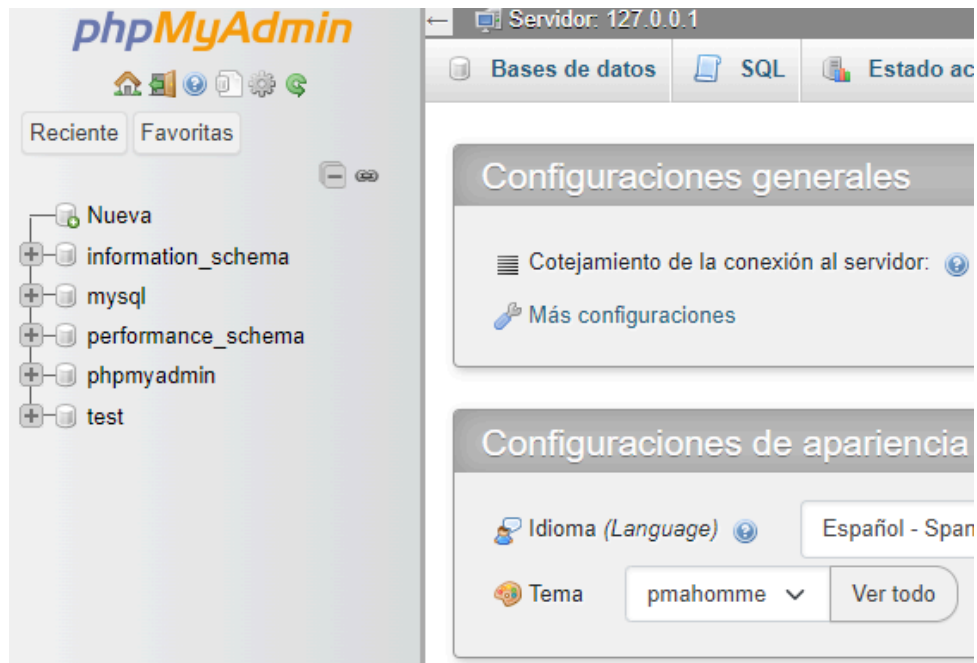 phpMyAdmin
Reciente Favoritas
Nueva
information_schema
mysql
performance_schema
phpmyadmin
test
← Servidor: 127.0.0.1
Bases de datos SQL Estado ac
Configuraciones generales
Cotejamiento de la conexión al servidor:
Más configuraciones
Configuraciones de apariencia
Idioma (Language) Español - Span
Tema pmahomme Ver todo